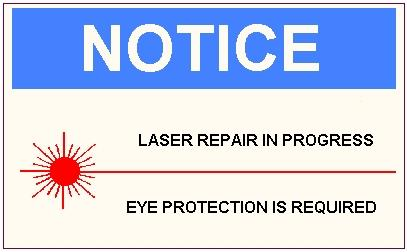 NOTICE
LASER REPAIR IN PROGRESS
EYE PROTECTION IS REQUIRED